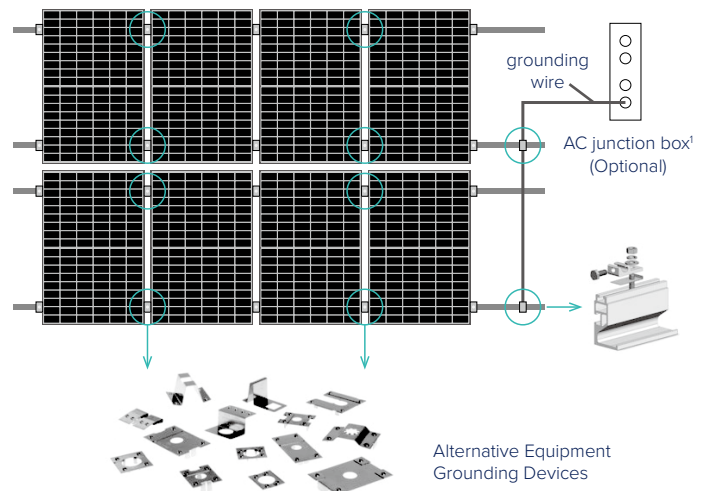 grounding
wire
AC junction box¹
(Optional)
Alternative Equipment
Grounding Devices